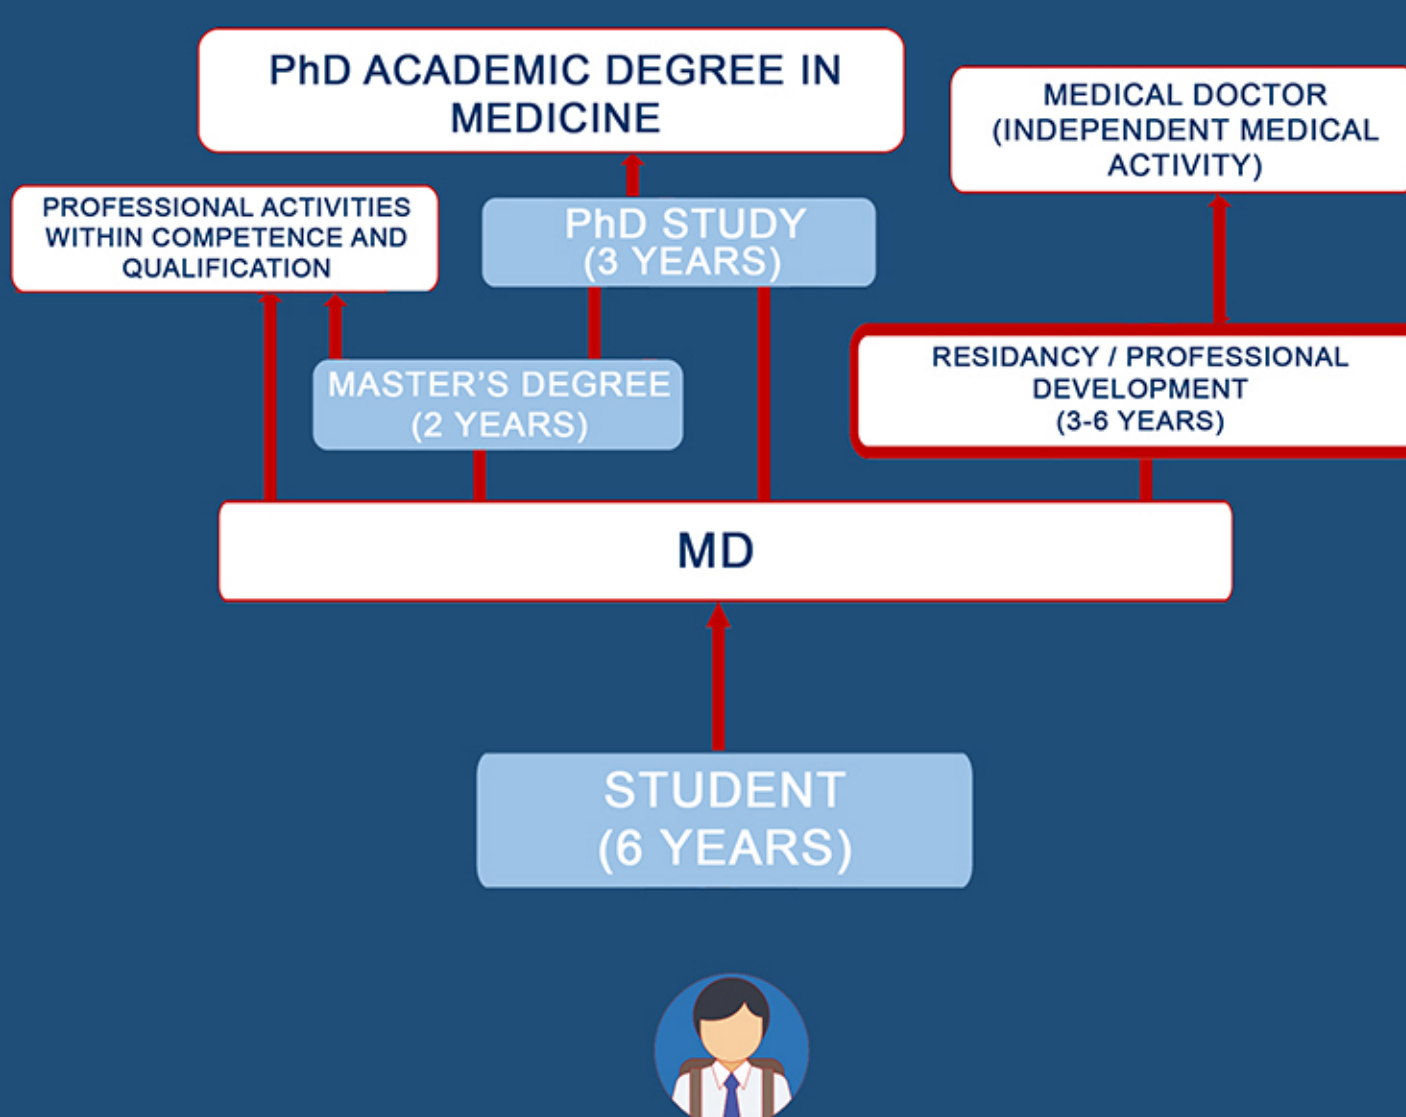 PhD ACADEMIC DEGREE IN
MEDICINE
MEDICAL DOCTOR
(INDEPENDENT MEDICAL
ACTIVITY)
PROFESSIONAL ACTIVITIES
WITHIN COMPETENCE AND
QUALIFICATION
PhD STUDY
(3 YEARS)
MASTER'S DEGREE
(2 YEARS)
RESIDANCY / PROFESSIONAL
DEVELOPMENT
(3-6 YEARS)
MD
STUDENT
(6 YEARS)